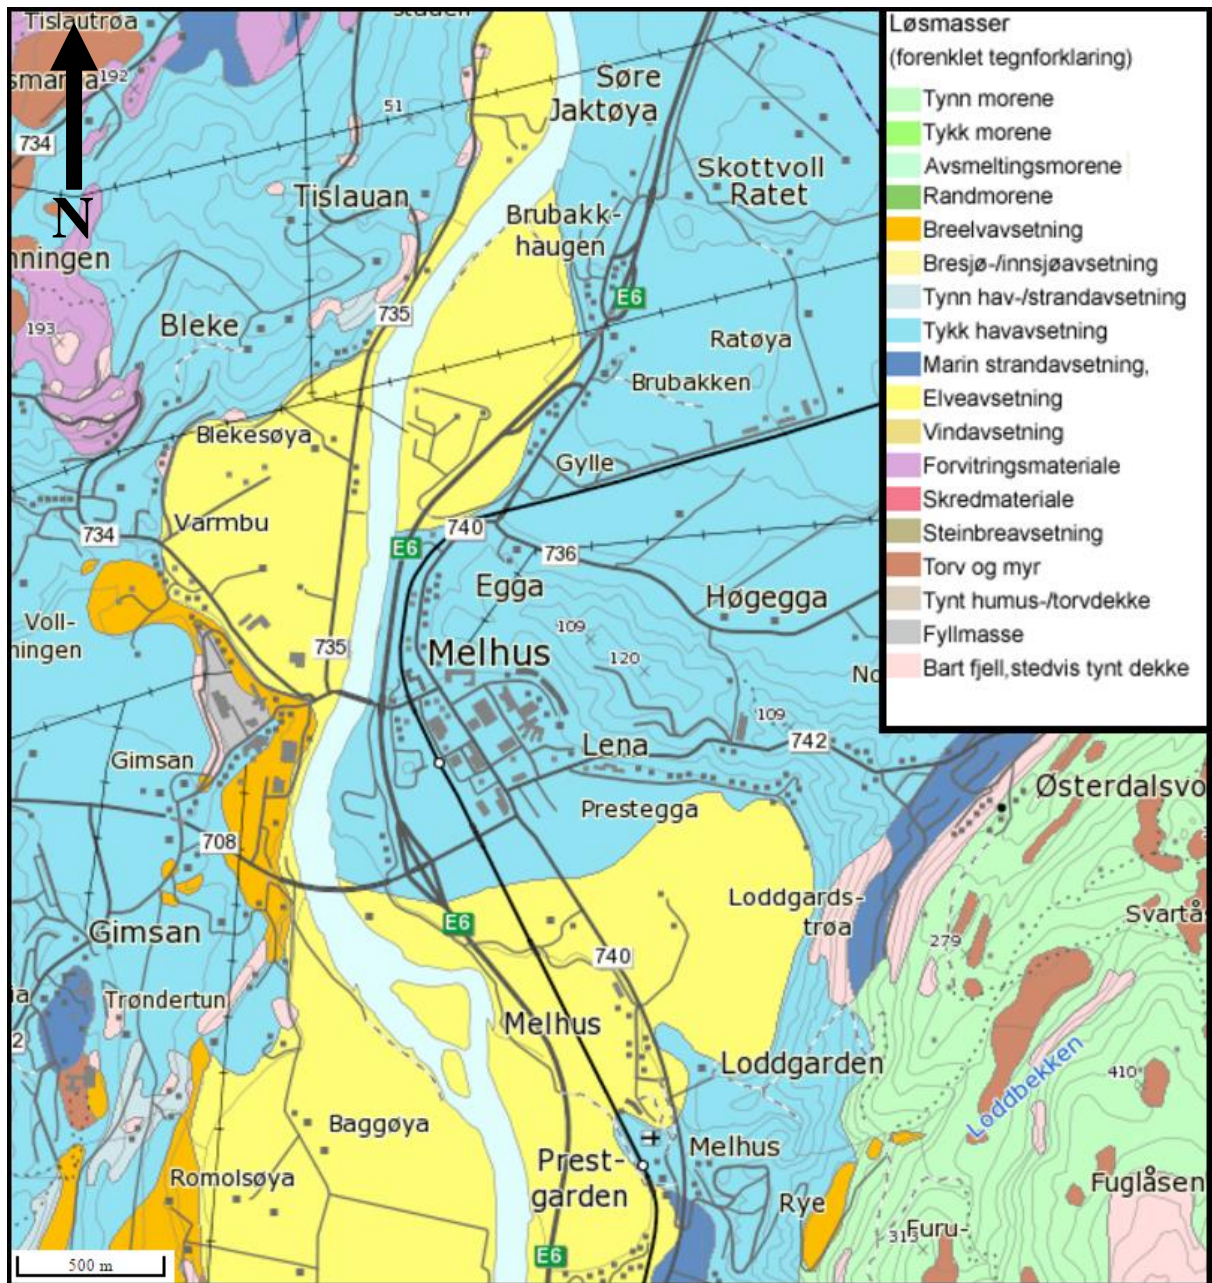 Tislautrøa
192
734
N
nningen
193
Bleke
51
Tislauan
735
Søre
Jaktøya
Skottvoll
Ratet
Brubakk-
haugen
E6
Ratøya
Brubakken
Blekesøya
Gylle
Varmbu
734
740
E6
736
Egga
Høgegga
109
120
Voll-
ningen
735
Melhus
109
742
Lena
Gimsan
Prestegga
708
Loddgards-
trøa
E6
Gimsan
740
Trøndertun
2
Melhus
Loddgarden
Baggøya
Romolsøya
Prest-
garden
Melhus
Rye
E6
500 m
Østerdalsvo
Svartås
279
410
Loddbekken
Fuglåsen
313
Furu-
Løsmasser
(forenklet tegnforklaring)
Tynn morene
Tykk morene
Avsmeltingsmorene
Randmorene
Breelvavsetning
Bresjø-/innsjøavsetning
Tynn hav-/strandavsetning
Tykk havavsetning
Marin strandavsetning,
Elveavsetning
Vindavsetning
Forvitringsmateriale
Skredmateriale
Steinbreavsetning
Torv og myr
Tynt humus-/torvdekke
Fyllmasse
Bart fjell,stedvis tynt dekke